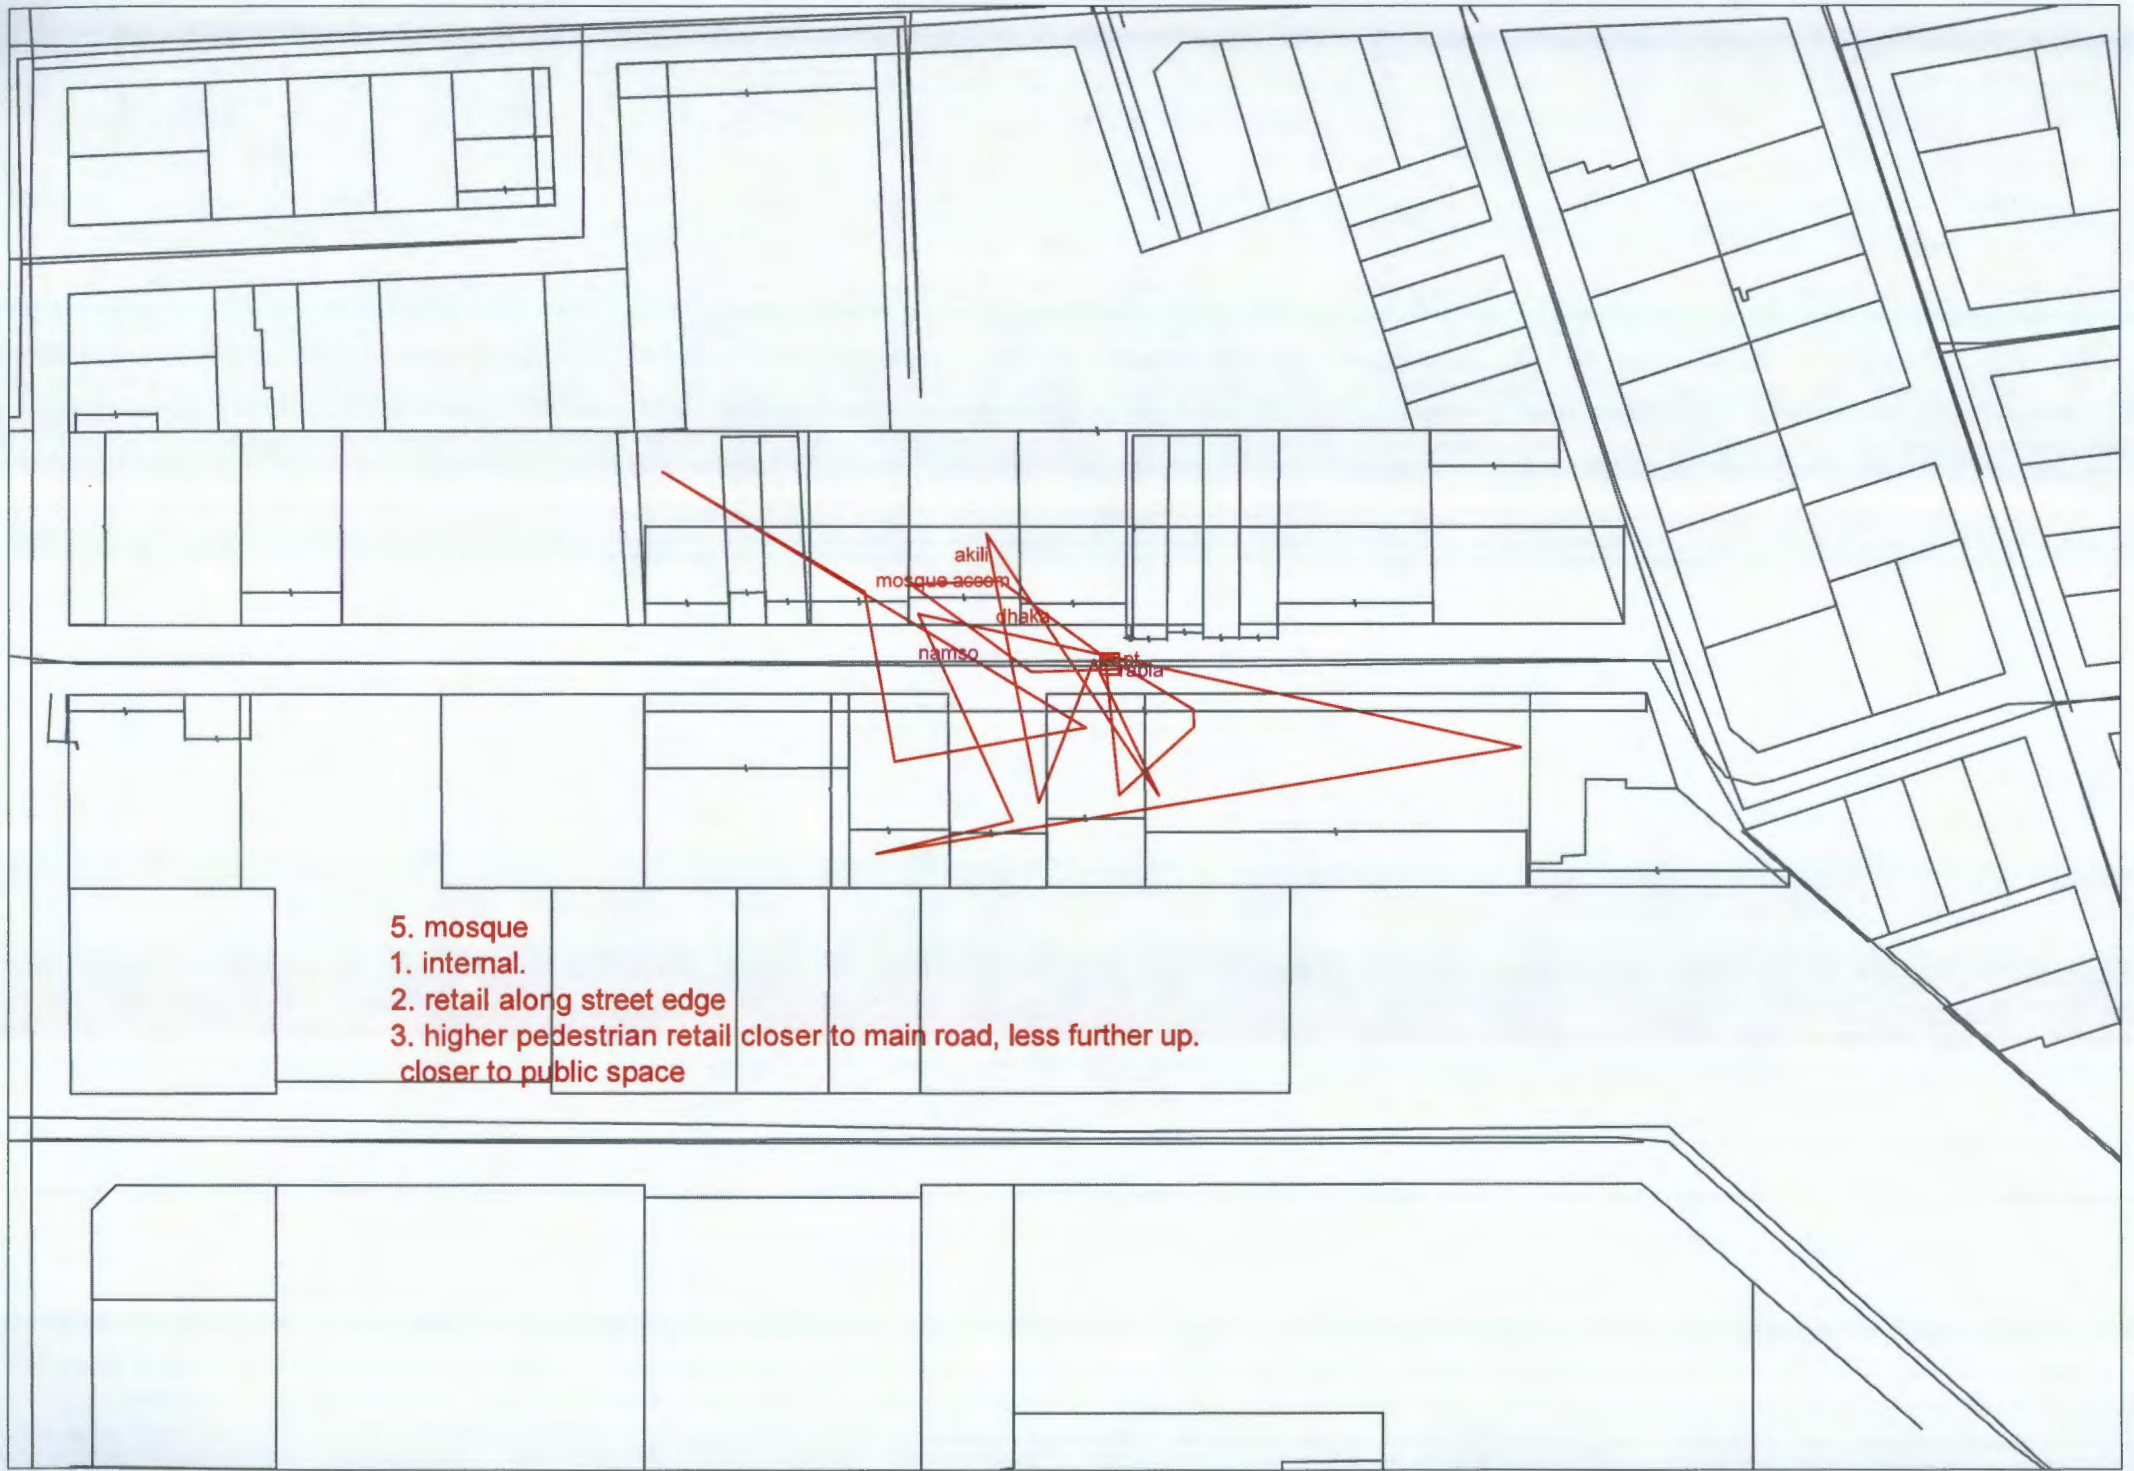 akili
mosque accom
dhaka
namso
rabia
5. mosque
1. internal.
2. retail along street edge
3. higher pedestrian retail closer to main road, less further up.
closer to public space